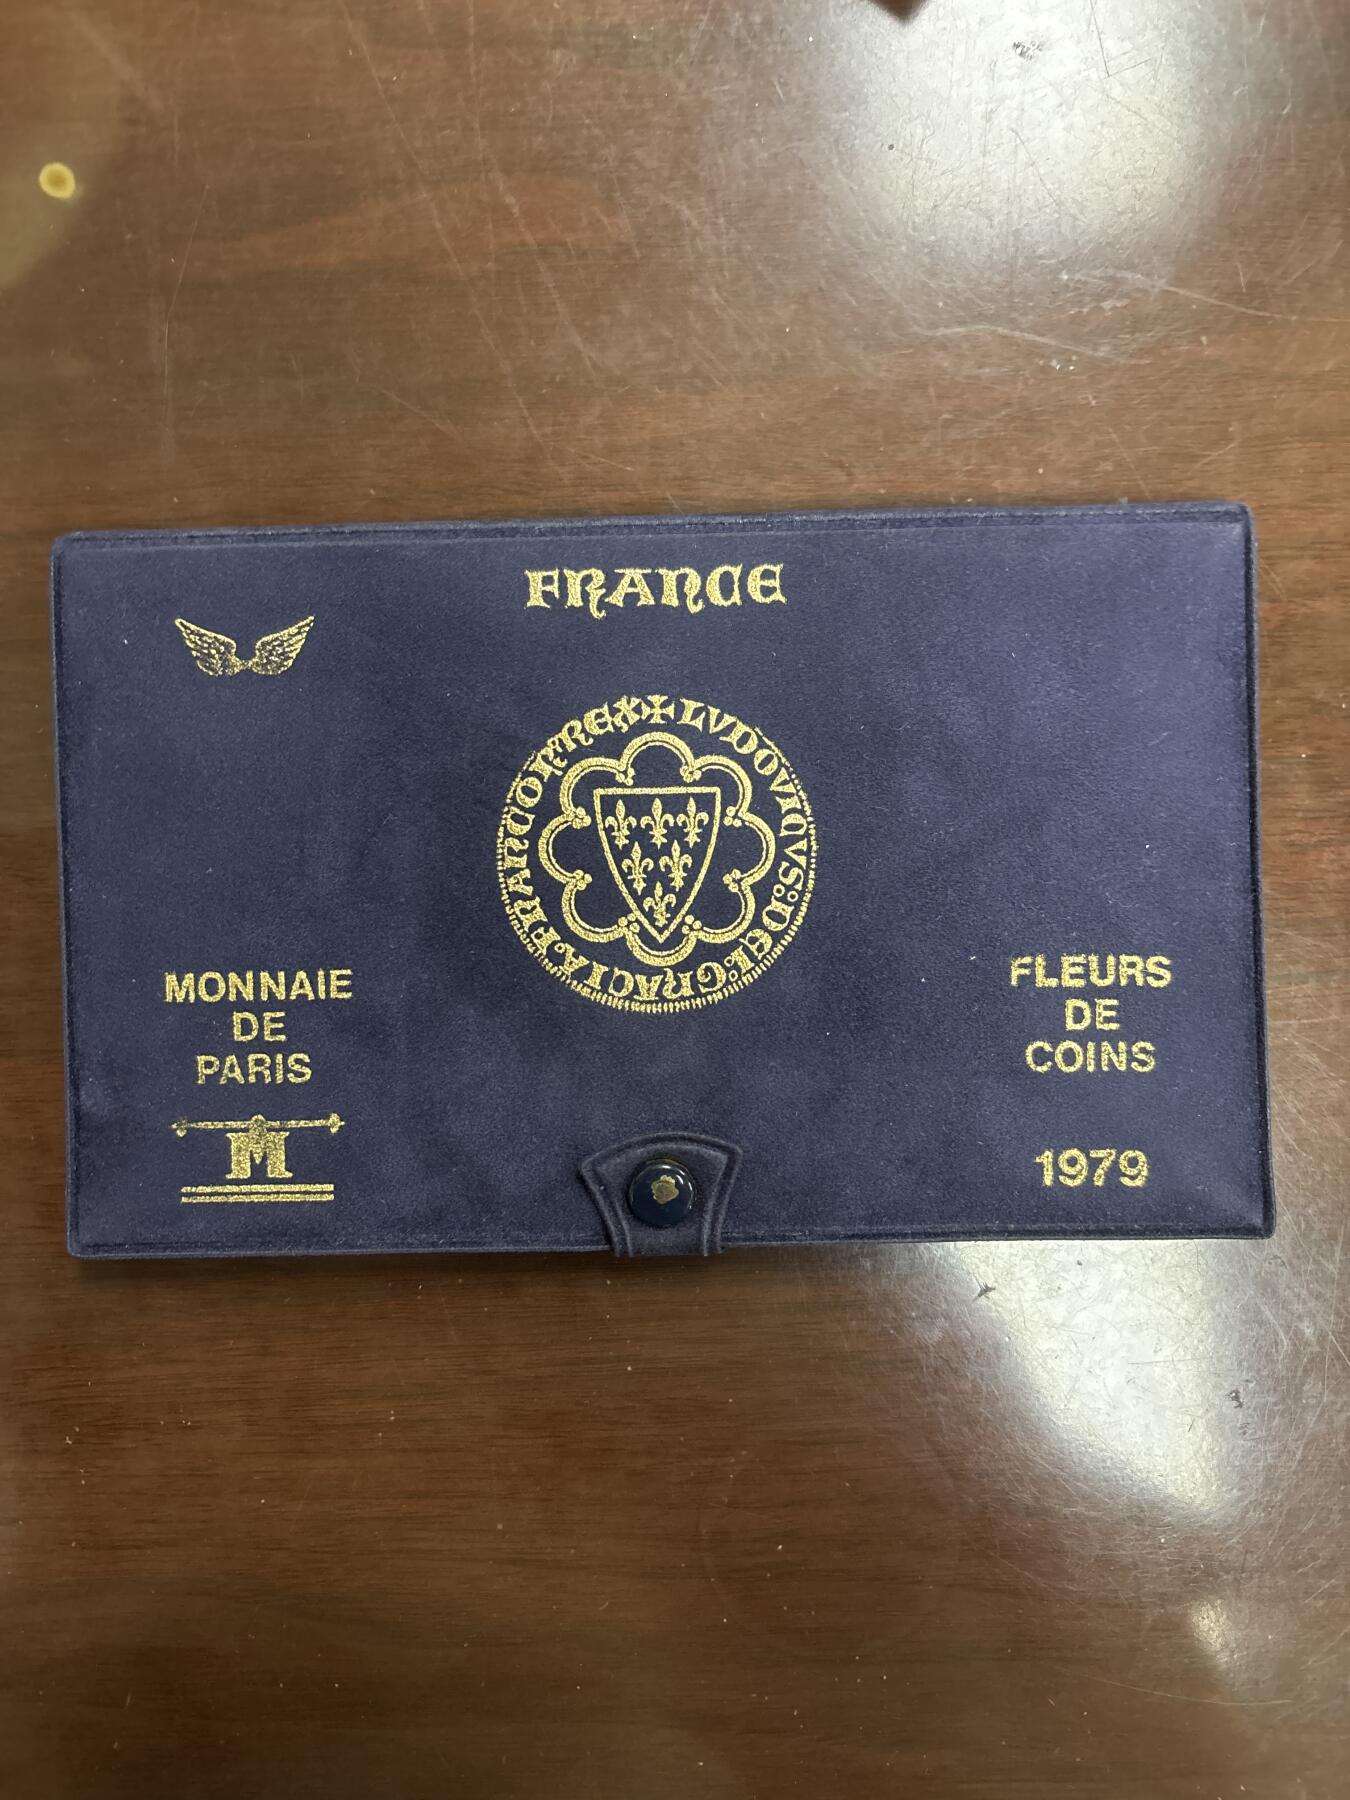 FRANCE
✠ LVDOVICVS DEI GRACIA FRANCOR REX
MONNAIE
DE
PARIS
M
FLEURS
DE
COINS
1979